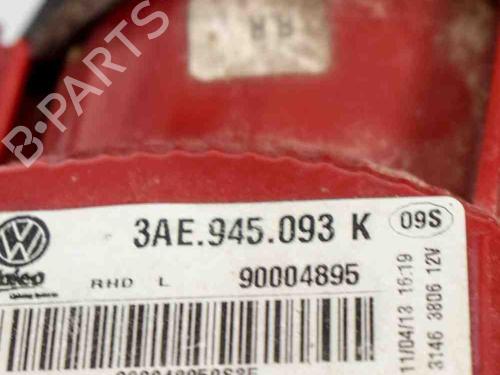 B-PARTS
3AE.945.093 K
09S
RHD L
90004895
11/04/13 16:19
3146 3806 12V